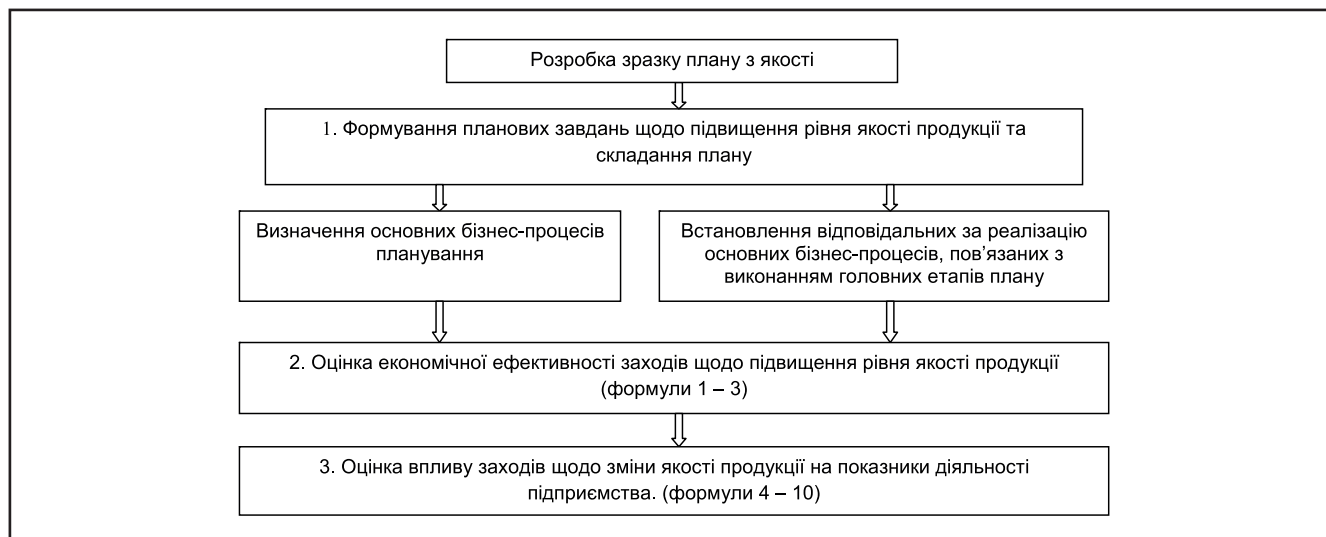 Розробка зразку плану з якості
1. Формування планових завдань щодо підвищення рівня якості продукції та
складання плану
Визначення основних бізнес-процесів
планування
Встановлення відповідальних за реалізацію
основних бізнес-процесів, пов’язаних з
виконанням головних етапів плану
2. Оцінка економічної ефективності заходів щодо підвищення рівня якості продукції
(формули 1 – 3)
3. Оцінка впливу заходів щодо зміни якості продукції на показники діяльності
підприємства. (формули 4 – 10)